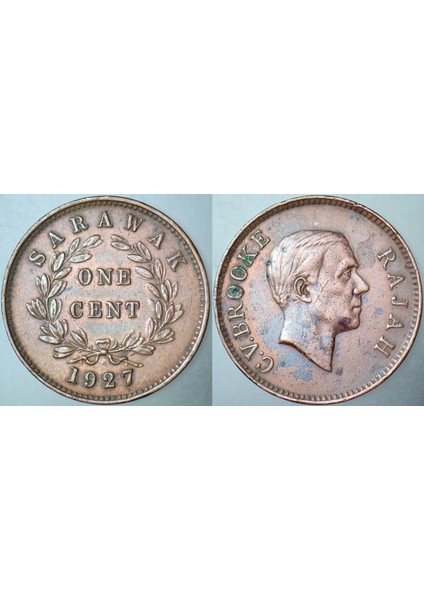 SARAWAK
ONE
CENT
1927
C.V.BROOKE
RAJAH